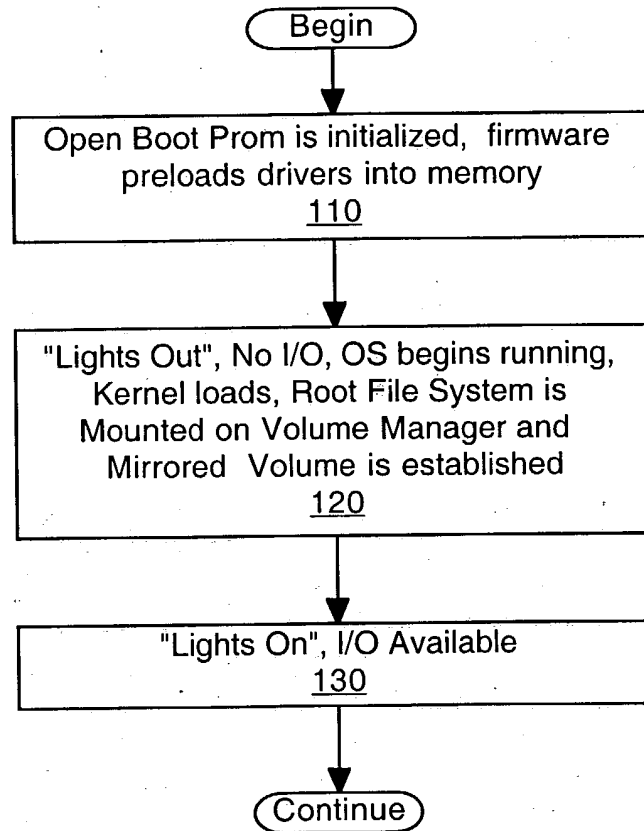 Begin
Open Boot Prom is initialized, firmware
preloads drivers into memory
110
"Lights Out", No I/O, OS begins running,
Kernel loads, Root File System is
Mounted on Volume Manager and
Mirrored Volume is established
120
"Lights On", I/O Available
130
Continue